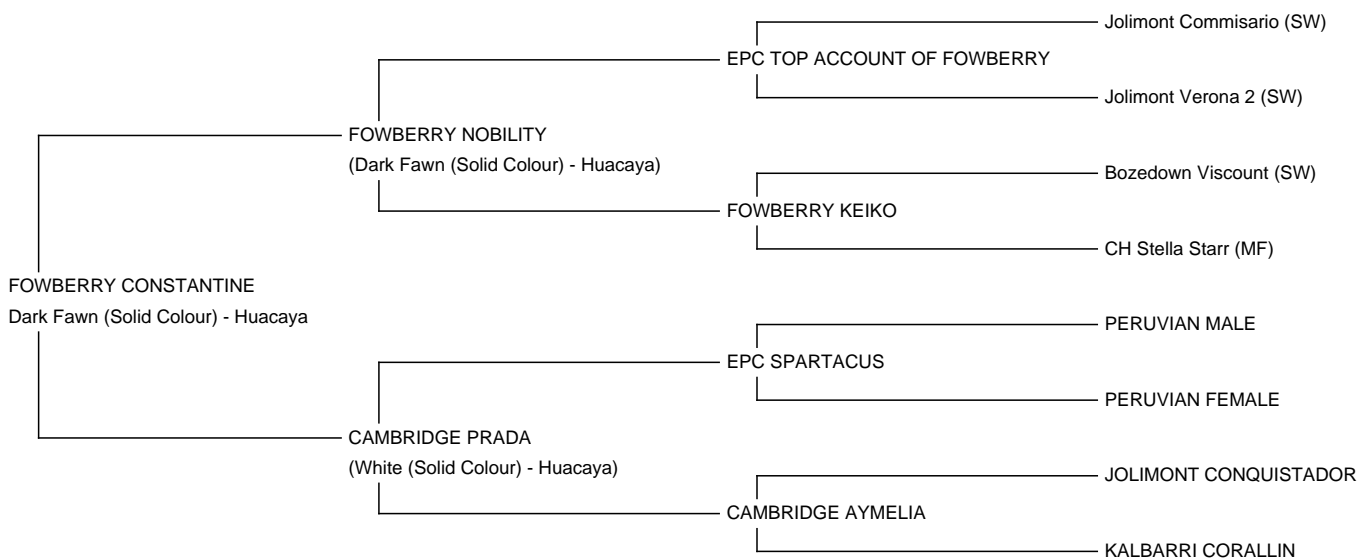 Jolimont Commisario (SW)
EPC TOP ACCOUNT OF FOWBERRY
Jolimont Verona 2 (SW)
FOWBERRY NOBILITY
(Dark Fawn (Solid Colour) - Huacaya)
Bozedown Viscount (SW)
FOWBERRY KEIKO
CH Stella Starr (MF)
FOWBERRY CONSTANTINE
Dark Fawn (Solid Colour) - Huacaya
PERUVIAN MALE
EPC SPARTACUS
PERUVIAN FEMALE
CAMBRIDGE PRADA
(White (Solid Colour) - Huacaya)
JOLIMONT CONQUISTADOR
CAMBRIDGE AYMELIA
KALBARRI CORALLIN